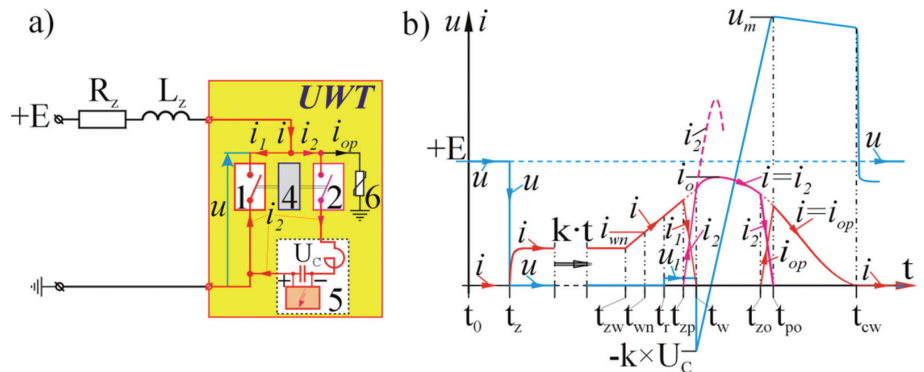 a)
+E
R_z
L_z
UWT
i_1
i
i_2
i_op
1
4
2
6
u
i_2
U_C
+
−
5
b)
u
i
u_m
+E
u
u
u
i_2
i_o
i=i_2
k·t
i_wn
i
i_1
i_2
i_2
i=i_op
i
u
u_1
i_op
i
t
t_0
t_z
t_zw
t_wn
t_r
t_zp
t_w
t_zo
t_po
t_cw
-k×U_C